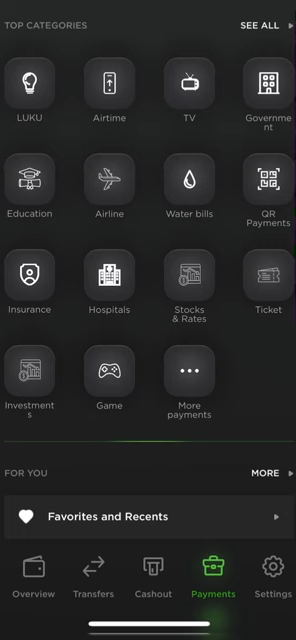 TOP CATEGORIES SEE ALL
LUKU Airtime TV Governme
nt
Education Airline Water bills QR
Payments
Insurance Hospitals Stocks Ticket
& Rates
Investment Game More
s payments
FOR YOU MORE
Favorites and Recents
Overview Transfers Cashout Payments Settings